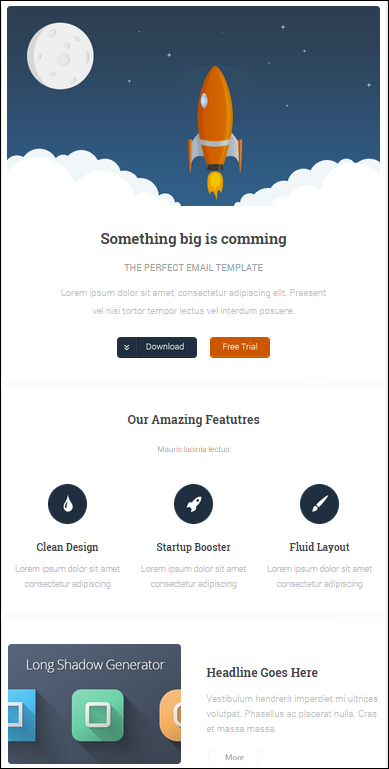 Something big is comming
THE PERFECT EMAIL TEMPLATE
Lorem ipsum dolor sit amet, consectetur adipiscing elit. Praesent
vel nisi tortor tempor lectus vel interdum posuere.
Download
Free Trial
Our Amazing Featutres
Mauris lacinia lectus
Clean Design
Lorem ipsum dolor sit amet
consectetur adipiscing
Startup Booster
Lorem ipsum dolor sit amet
consectetur adipiscing
Fluid Layout
Lorem ipsum dolor sit amet
consectetur adipiscing
Long Shadow Generator
Headline Goes Here
Vestibulum hendrerit imperdiet mi ultrices
volutpat. Phasellus ac placerat nulla. Cras
et massa massa.
More